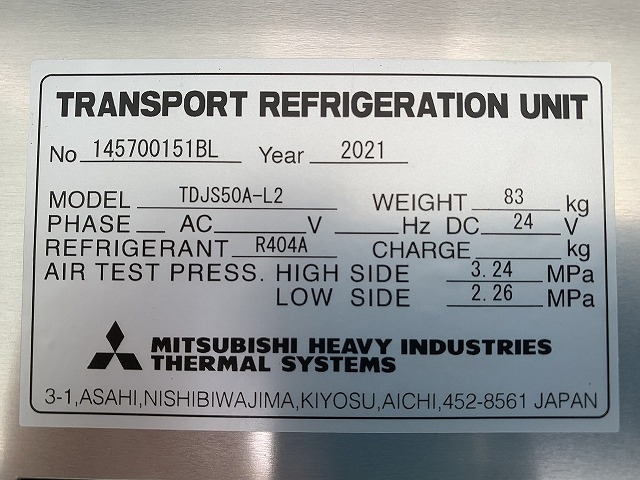 TRANSPORT REFRIGERATION UNIT
No 145700151BL Year 2021
MODEL TDJS50A-L2 WEIGHT 83 kg
PHASE AC V Hz DC 24 V
REFRIGERANT R404A CHARGE kg
AIR TEST PRESS. HIGH SIDE 3.24 MPa
LOW SIDE 2.26 MPa
MITSUBISHI HEAVY INDUSTRIES
THERMAL SYSTEMS
3-1,ASAHI,NISHIBIWAJIMA,KIYOSU,AICHI,452-8561 JAPAN